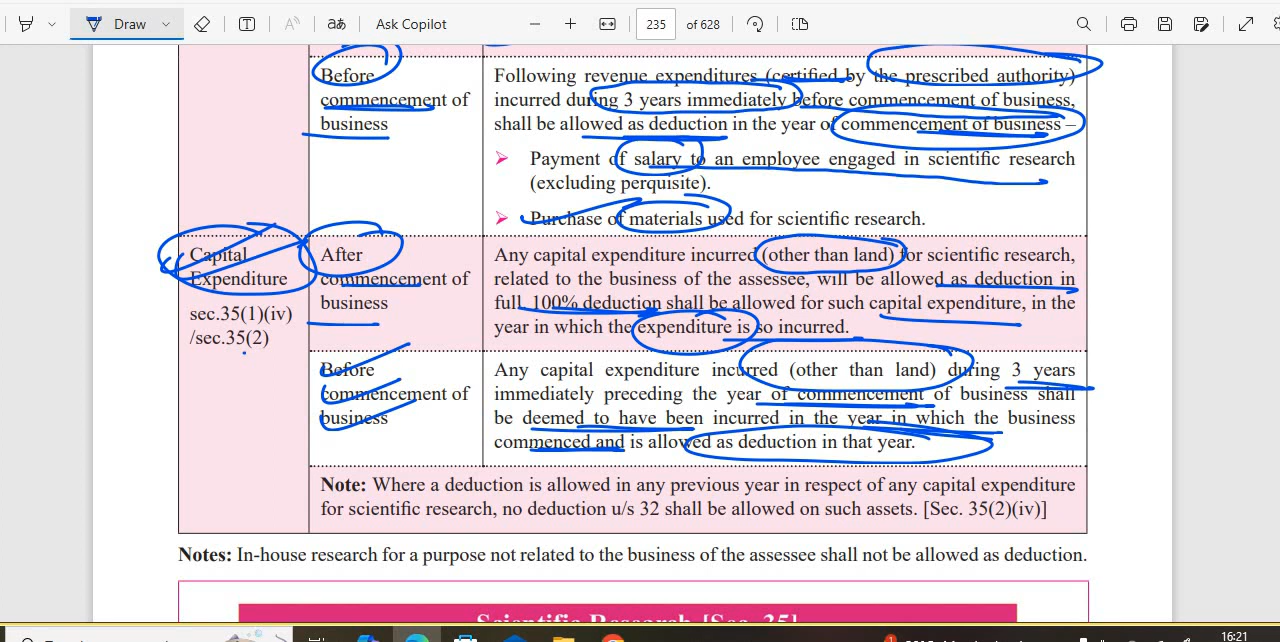 Draw
aあ
Ask Copilot
235
of 628
Before
commencement of
business
Following revenue expenditures (certified by the prescribed authority)
incurred during 3 years immediately before commencement of business,
shall be allowed as deduction in the year of commencement of business –
Payment of salary to an employee engaged in scientific research
(excluding perquisite).
Purchase of materials used for scientific research.
Capital
Expenditure
sec.35(1)(iv)
/sec.35(2)
After
commencement of
business
Any capital expenditure incurred (other than land) for scientific research,
related to the business of the assessee, will be allowed as deduction in
full. 100% deduction shall be allowed for such capital expenditure, in the
year in which the expenditure is so incurred.
Before
commencement of
business
Any capital expenditure incurred (other than land) during 3 years
immediately preceding the year of commencement of business shall
be deemed to have been incurred in the year in which the business
commenced and is allowed as deduction in that year.
Note: Where a deduction is allowed in any previous year in respect of any capital expenditure
for scientific research, no deduction u/s 32 shall be allowed on such assets. [Sec. 35(2)(iv)]
Notes: In-house research for a purpose not related to the business of the assessee shall not be allowed as deduction.
Scientific Research [Sec. 35]
16:21